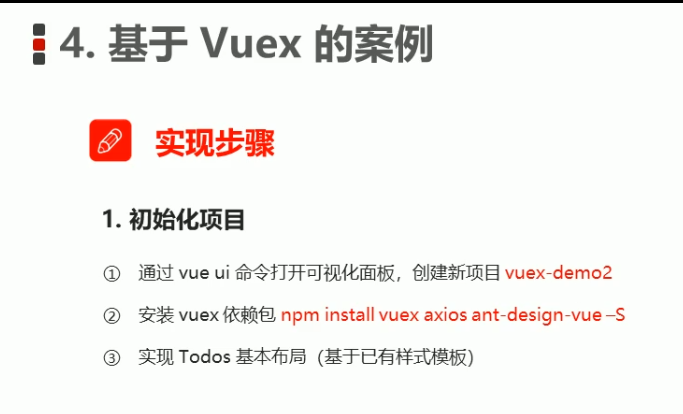 4. 基于 Vuex 的案例
实现步骤
1. 初始化项目
① 通过 vue ui 命令打开可视化面板，创建新项目 vuex-demo2
② 安装 vuex 依赖包 npm install vuex axios ant-design-vue –S
③ 实现 Todos 基本布局（基于已有样式模板）